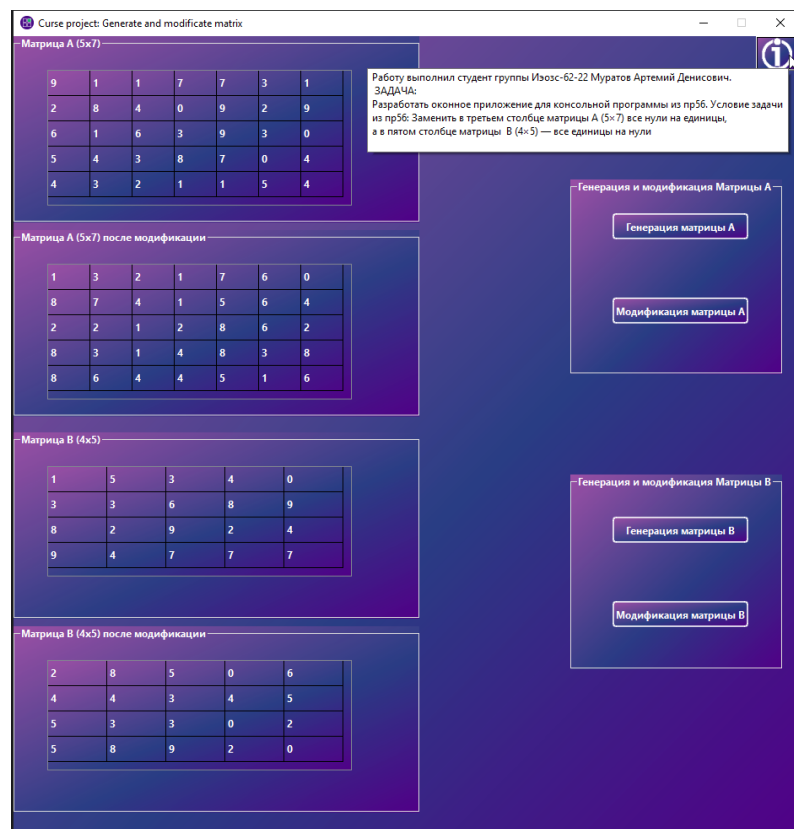 Curse project: Generate and modificate matrix
Матрица А (5x7)
9 1 1 7 7 3 1
2 8 4 0 9 2 9
6 1 6 3 9 3 0
5 4 3 8 7 0 4
4 3 2 1 1 5 4
Работу выполнил студент группы Иэозс-62-22 Муратов Артемий Денисович.
ЗАДАЧА:
Разработать оконное приложение для консольной программы из пр5б. Условие задачи
из пр5б: Заменить в третьем столбце матрицы А (5×7) все нули на единицы,
а в пятом столбце матрицы В (4×5) — все единицы на нули
Матрица А (5x7) после модификации
1 3 2 1 7 6 0
8 7 4 1 5 6 4
2 2 1 2 8 6 2
8 3 1 4 8 3 8
8 6 4 4 5 1 6
Генерация и модификация Матрицы А
Генерация матрицы А
Модификация матрицы А
Матрица В (4x5)
1 5 3 4 0
3 3 6 8 9
8 2 9 2 4
9 4 7 7 7
Матрица В (4x5) после модификации
2 8 5 0 6
4 4 3 4 5
5 3 3 0 2
5 8 9 2 0
Генерация и модификация Матрицы В
Генерация матрицы В
Модификация матрицы В